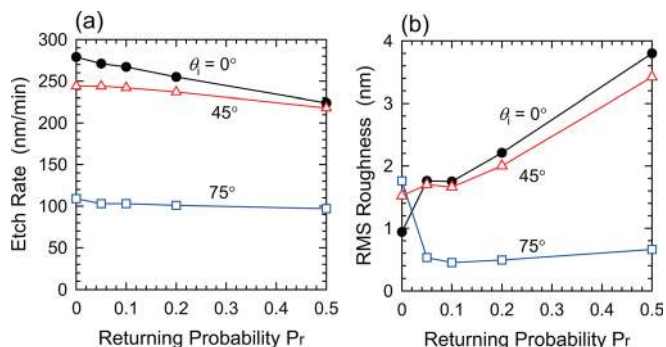 (a)
300
250
200
150
100
50
0
Etch Rate (nm/min)
θi = 0°
45°
75°
0 0.1 0.2 0.3 0.4 0.5
Returning Probability Pr
(b)
4
3
2
1
0
RMS Roughness (nm)
θi = 0°
45°
75°
0 0.1 0.2 0.3 0.4 0.5
Returning Probability Pr